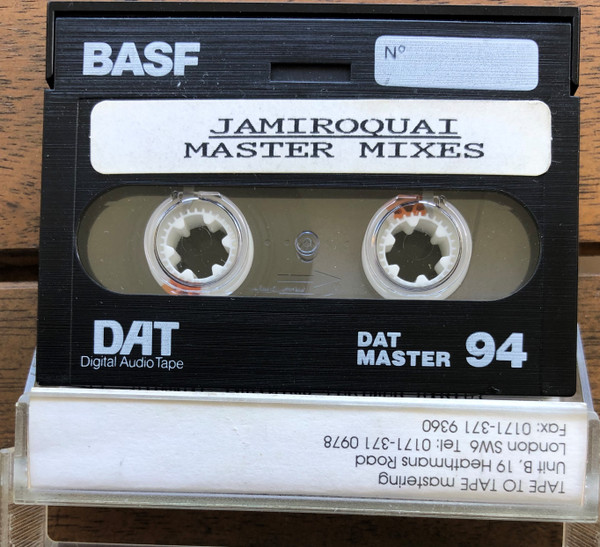 BASF
Nº
JAMIROQUAI
MASTER MIXES
DAT
Digital Audio Tape
DAT
MASTER 94
TAPE TO TAPE mastering
Unit B, 19 Heathmans Road
London SW6 Tel: 0171-371 0978
Fax: 0171-371 9360